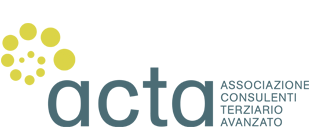 acta
ASSOCIAZIONE
CONSULENTI
TERZIARIO
AVANZATO